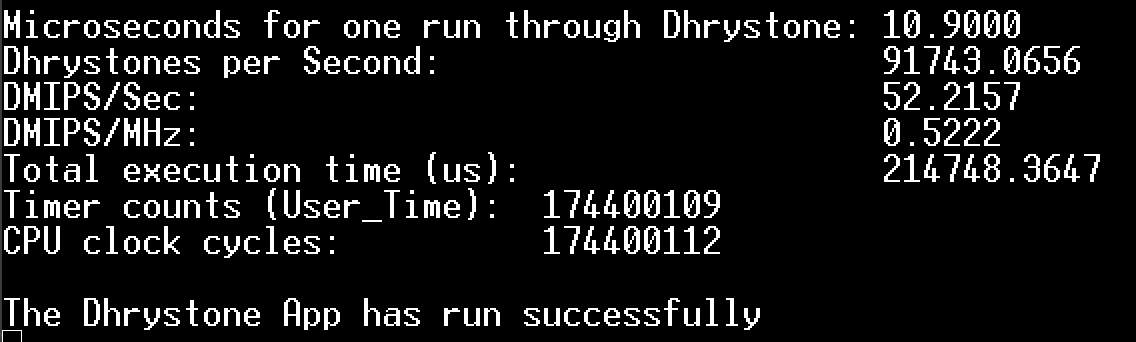 Microseconds for one run through Dhrystone: 10.9000
Dhrystones per Second: 91743.0656
DMIPS/Sec: 52.2157
DMIPS/MHz: 0.5222
Total execution time (us): 214748.3647
Timer counts (User_Time): 174400109
CPU clock cycles: 174400112
The Dhrystone App has run successfully